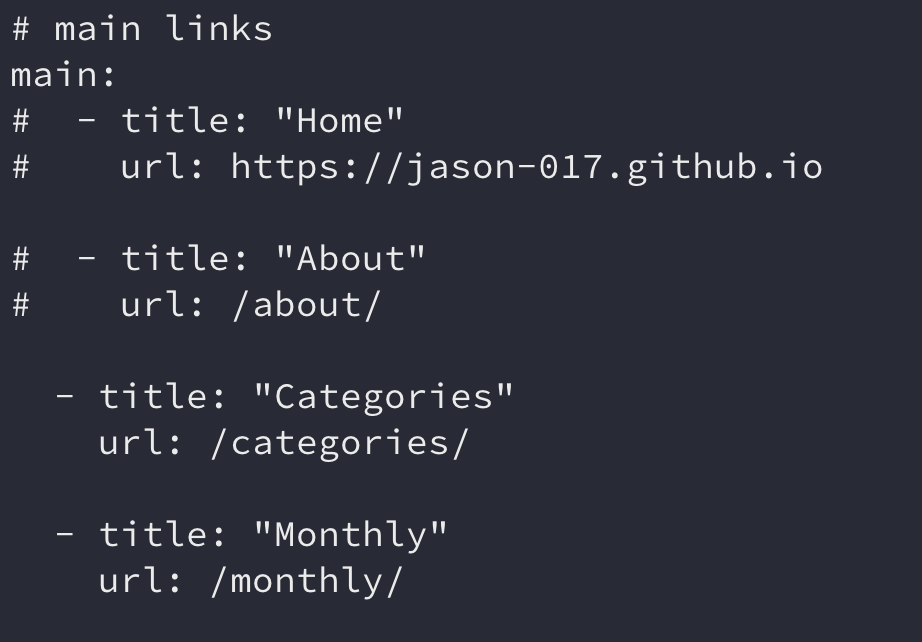 # main links
main:
#  - title: "Home"
#    url: https://jason-017.github.io
#  - title: "About"
#    url: /about/
  - title: "Categories"
    url: /categories/
  - title: "Monthly"
    url: /monthly/